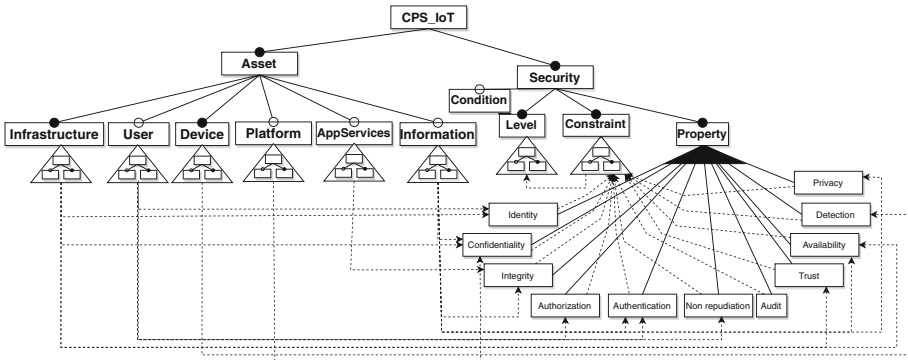 CPS_IoT
Asset
Security
Condition
Infrastructure
User
Device
Platform
AppServices
Information
Level
Constraint
Property
Privacy
Identity
Detection
Confidentiality
Availability
Integrity
Trust
Authorization
Authentication
Non repudiation
Audit